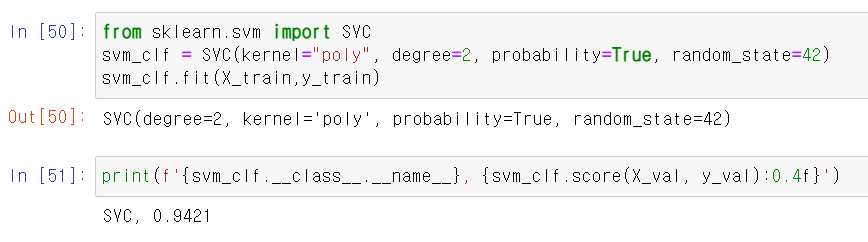 In [50]: from sklearn.svm import SVC
svm_clf = SVC(kernel="poly", degree=2, probability=True, random_state=42)
svm_clf.fit(X_train,y_train)
Out[50]: SVC(degree=2, kernel='poly', probability=True, random_state=42)
In [51]: print(f'{svm_clf.__class__.__name__}, {svm_clf.score(X_val, y_val):0.4f}')
SVC, 0.9421